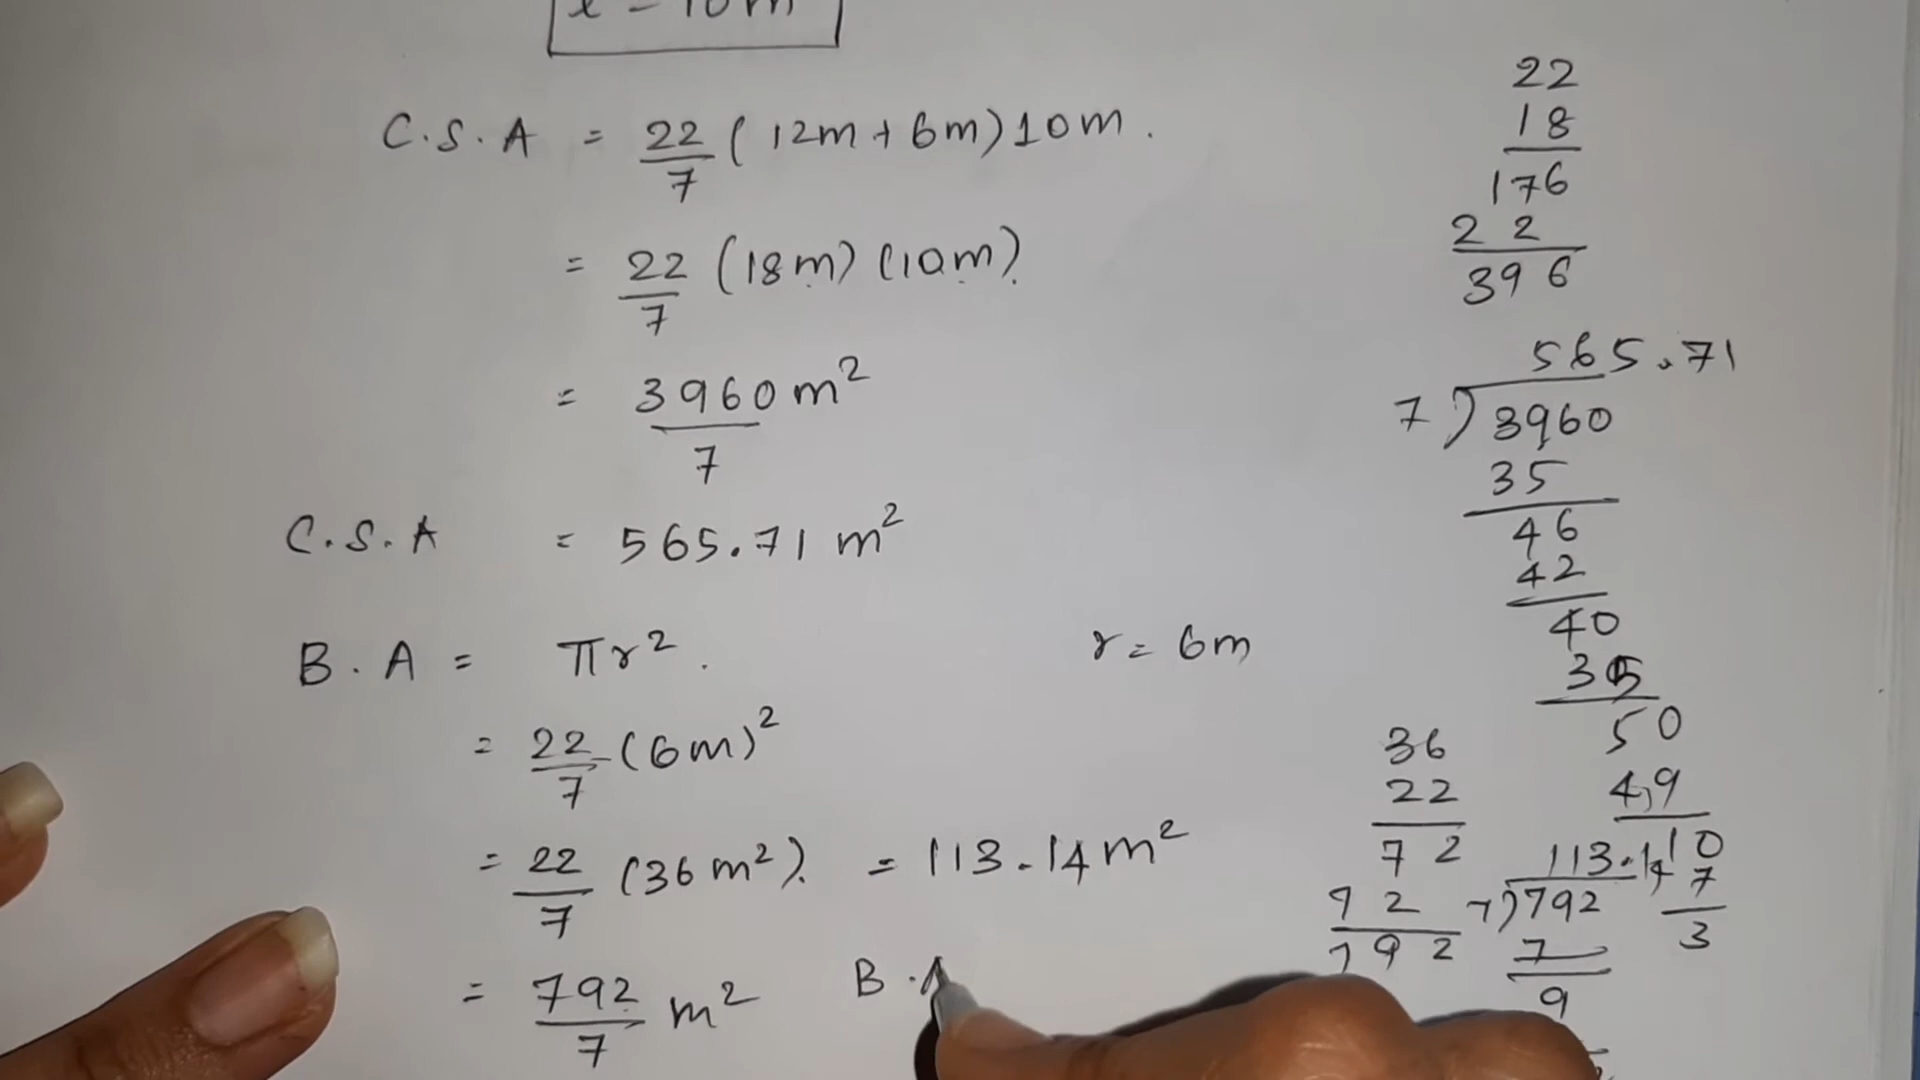 l = 10m
C.S.A = 22/7 (12m + 6m) 10m.
= 22/7 (18m) (10m)
= 3960 m²/7
C.S.A = 565.71 m²
B.A = πr². r = 6m
= 22/7 (6m)²
= 22/7 (36 m²). = 113.14 m²
= 792/7 m² B.A
22
18
176
22
396
565.71
7)3960
35
46
42
40
35
50
49
10
7
3
36
22
72
72
792
113.14
7)792
7
9